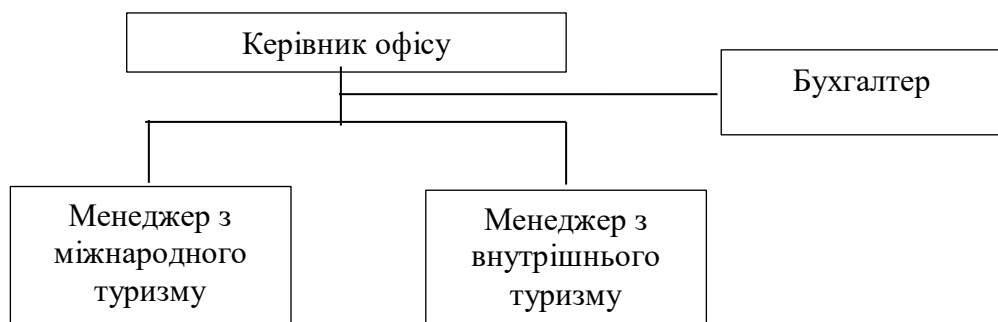 Керівник офісу
Бухгалтер
Менеджер з
міжнародного
туризму
Менеджер з
внутрішнього
туризму